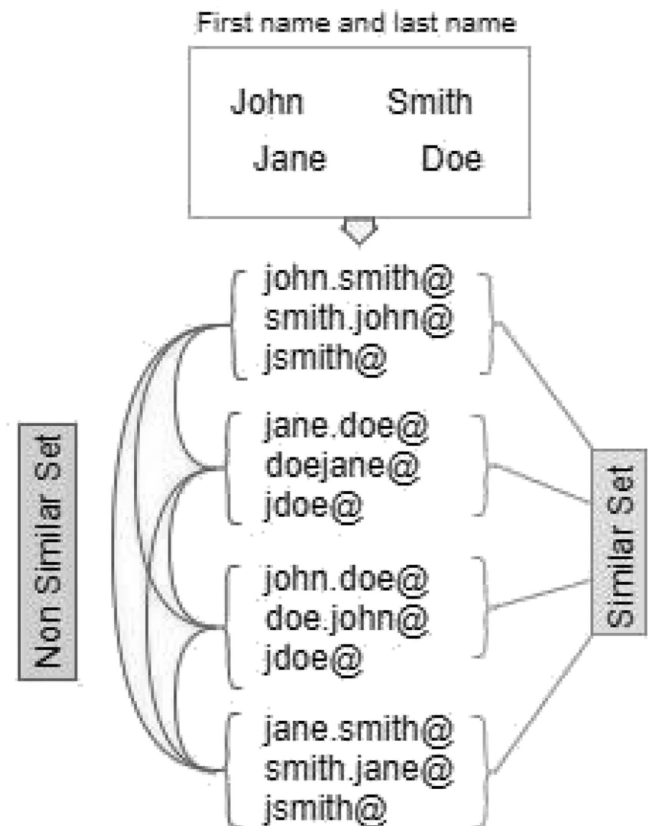 First name and last name
John Smith
Jane Doe
john.smith@
smith.john@
jsmith@
jane.doe@
doejane@
jdoe@
john.doe@
doe.john@
jdoe@
jane.smith@
smith.jane@
jsmith@
Non Similar Set
Similar Set